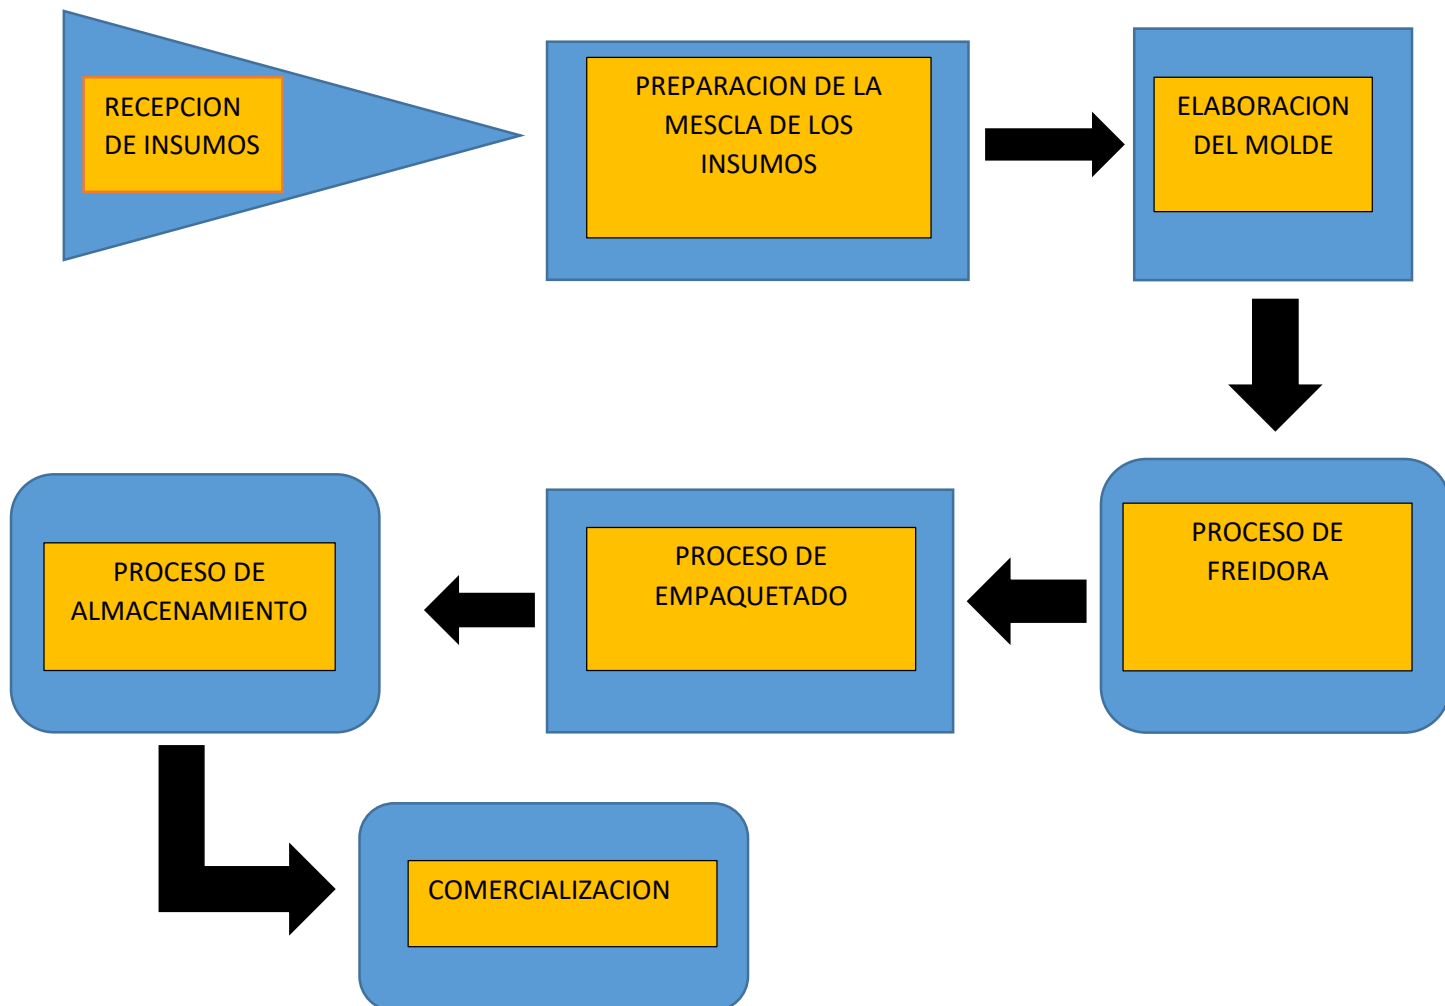 RECEPCION
DE INSUMOS
PREPARACION DE LA
MESCLA DE LOS
INSUMOS
ELABORACION
DEL MOLDE
PROCESO DE
FREIDORA
PROCESO DE
EMPAQUETADO
PROCESO DE
ALMACENAMIENTO
COMERCIALIZACION